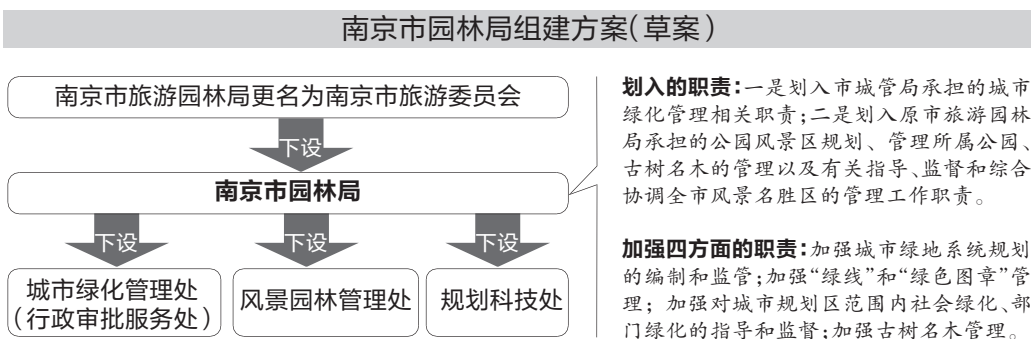 南京市园林局组建方案(草案)
南京市旅游园林局更名为南京市旅游委员会
下设
南京市园林局
下设
下设
下设
城市绿化管理处
(行政审批服务处)
风景园林管理处
规划科技处
划入的职责:一是划入市城管局承担的城市
绿化管理相关职责;二是划入原市旅游园林
局承担的公园风景区规划、管理所属公园、
古树名木的管理以及有关指导、监督和综合
协调全市风景名胜区的管理工作职责。
加强四方面的职责:加强城市绿地系统规划
的编制和监管;加强“绿线”和“绿色图章”管
理;加强对城市规划区范围内社会绿化、部
门绿化的指导和监督;加强古树名木管理。